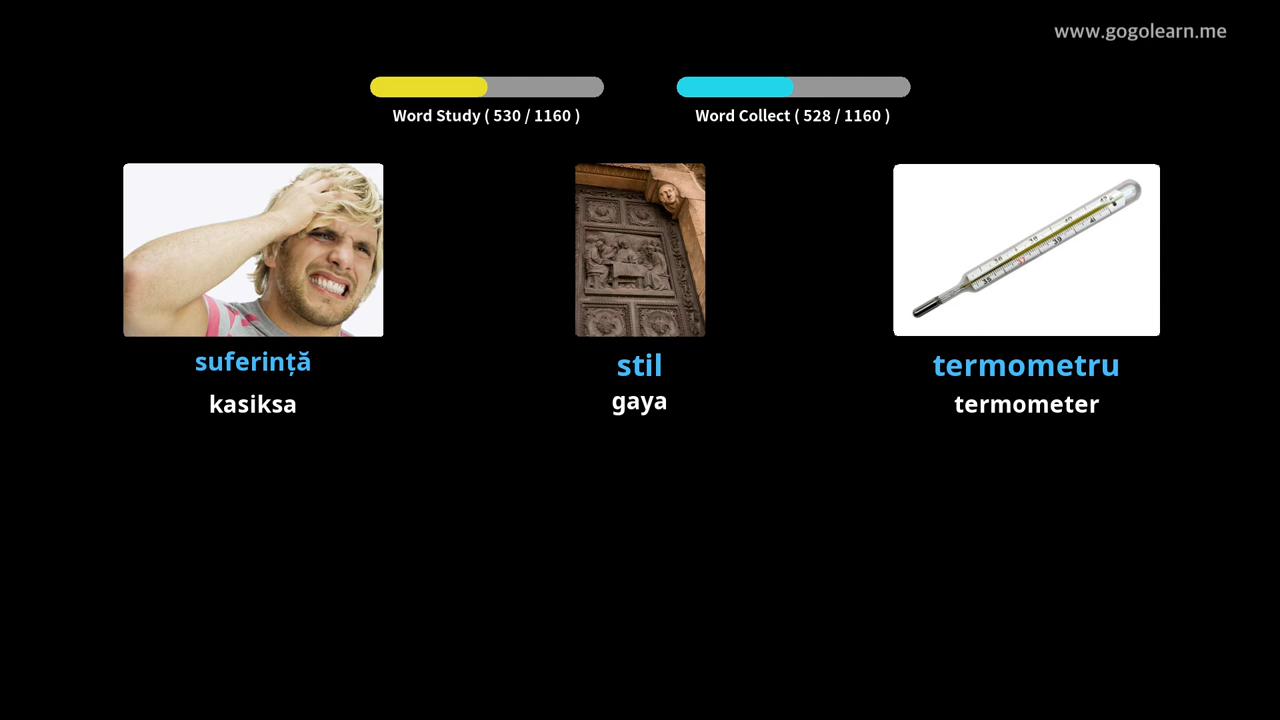 www.gogolearn.me
Word Study ( 530 / 1160 )
Word Collect ( 528 / 1160 )
suferință
kasiksa
stil
gaya
termometru
termometer